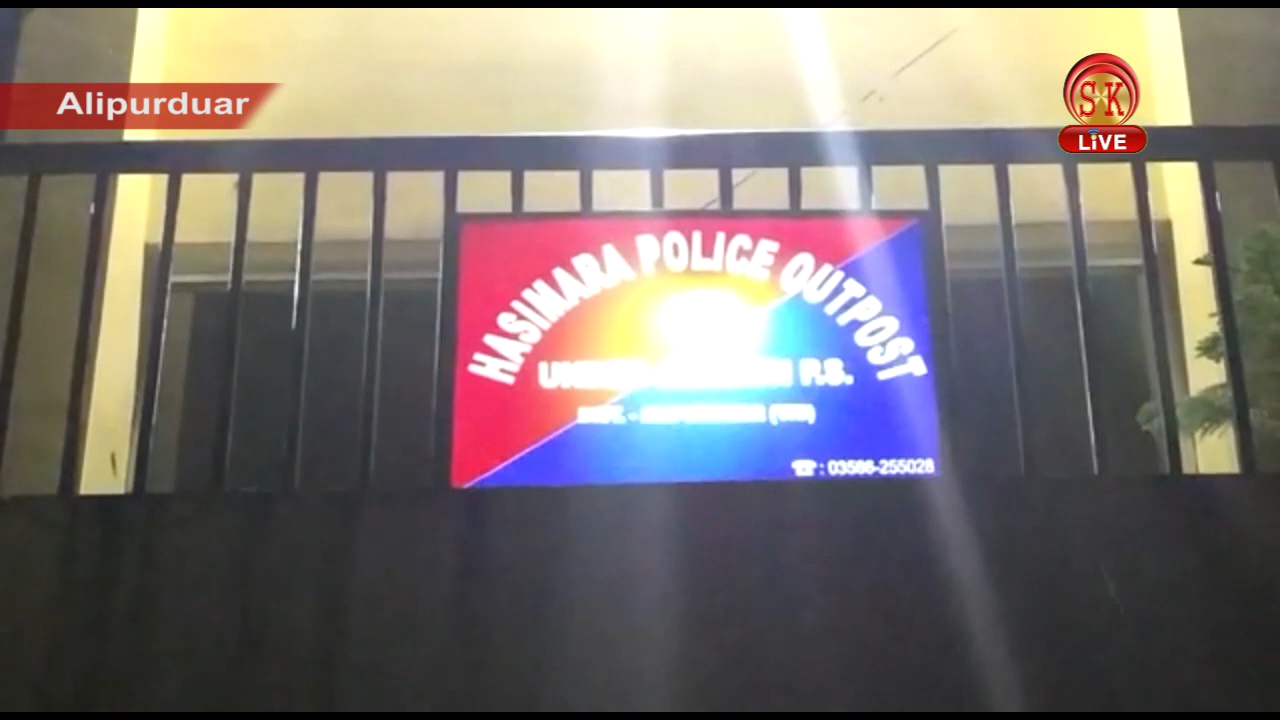 Alipurduar
SK
LiVE
HASIMARA POLICE OUTPOST
P.S.
☎ : 03566-255028